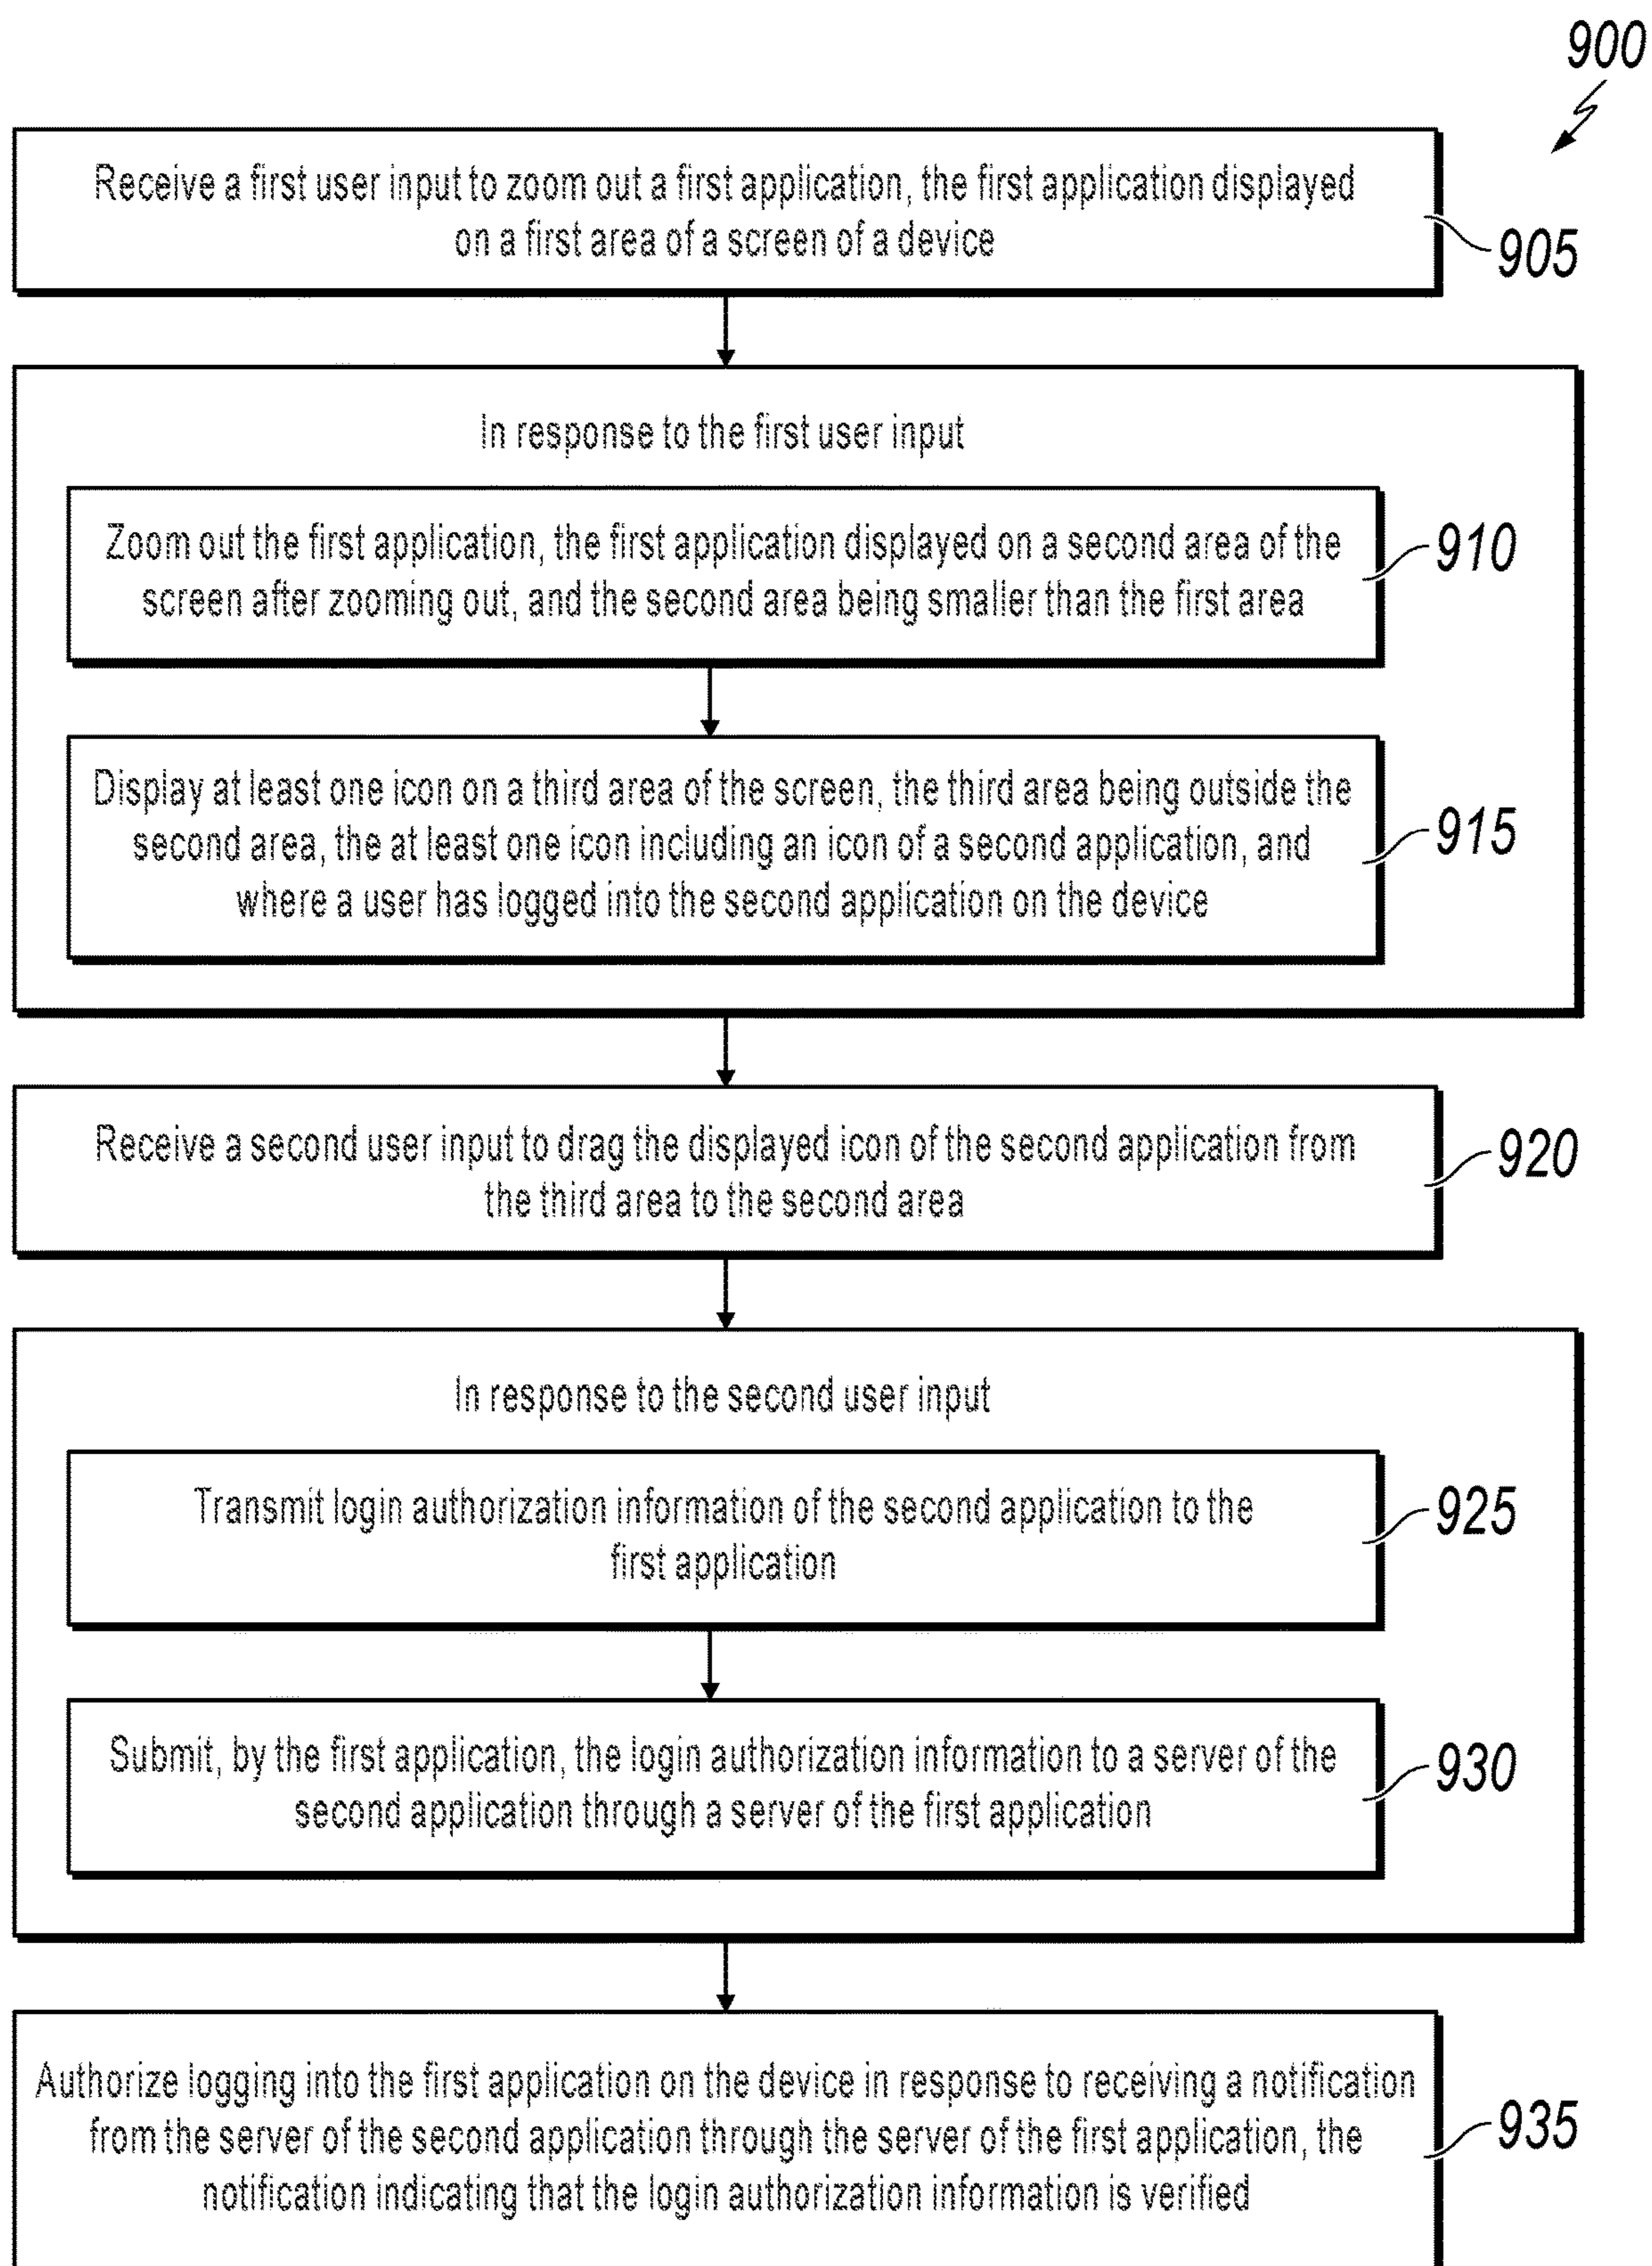 900
Receive a first user input to zoom out a first application, the first application displayed
on a first area of a screen of a device
905
In response to the first user input
Zoom out the first application, the first application displayed on a second area of the
screen after zooming out, and the second area being smaller than the first area
910
Display at least one icon on a third area of the screen, the third area being outside the
second area, the at least one icon including an icon of a second application, and
where a user has logged into the second application on the device
915
Receive a second user input to drag the displayed icon of the second application from
the third area to the second area
920
In response to the second user input
Transmit login authorization information of the second application to the
first application
925
Submit, by the first application, the login authorization information to a server of the
second application through a server of the first application
930
Authorize logging into the first application on the device in response to receiving a notification
from the server of the second application through the server of the first application, the
notification indicating that the login authorization information is verified
935